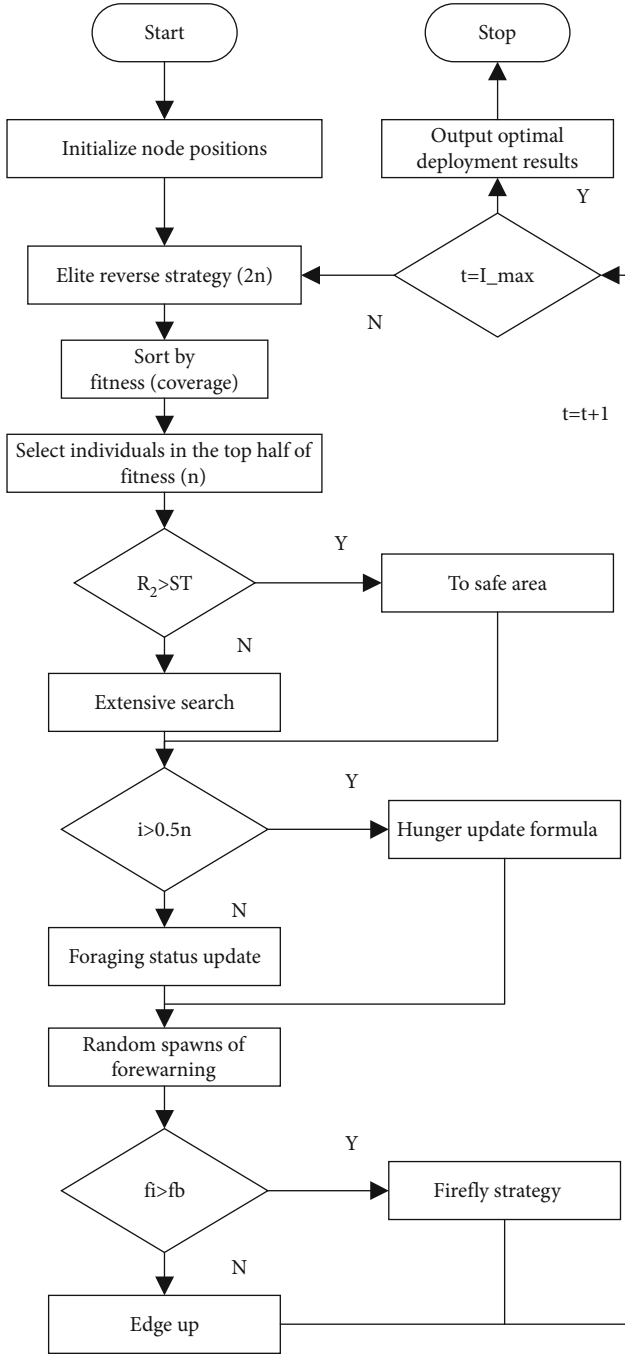 Start
Stop
Initialize node positions
Output optimal
deployment results
Y
Elite reverse strategy (2n)
t=I_max
N
Sort by
fitness (coverage)
t=t+1
Select individuals in the top half of
fitness (n)
Y
R₂>ST
To safe area
N
Extensive search
Y
i>0.5n
Hunger update formula
N
Foraging status update
Random spawns of
forewarning
Y
fi>fb
Firefly strategy
N
Edge up